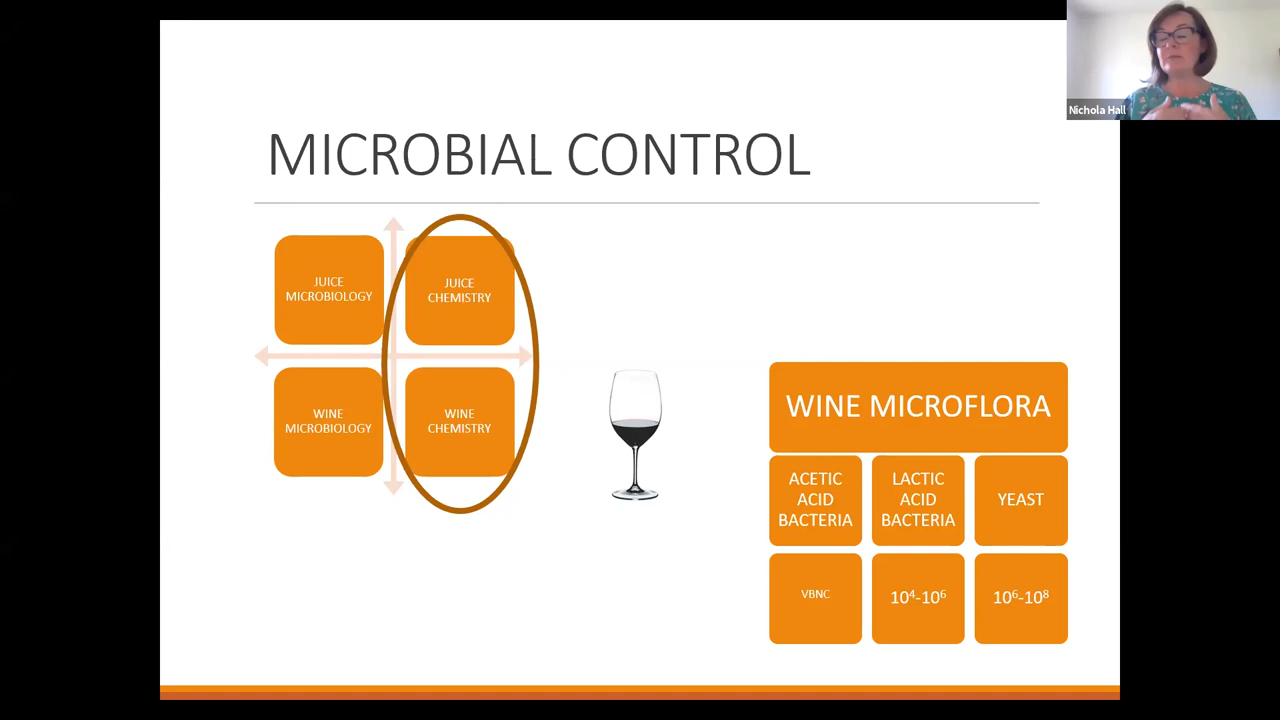 Nichola Hall
MICROBIAL CONTROL
JUICE
MICROBIOLOGY
JUICE
CHEMISTRY
WINE
MICROBIOLOGY
WINE
CHEMISTRY
WINE MICROFLORA
ACETIC
ACID
BACTERIA
LACTIC
ACID
BACTERIA
YEAST
VBNC
10⁴-10⁶
10⁶-10⁸